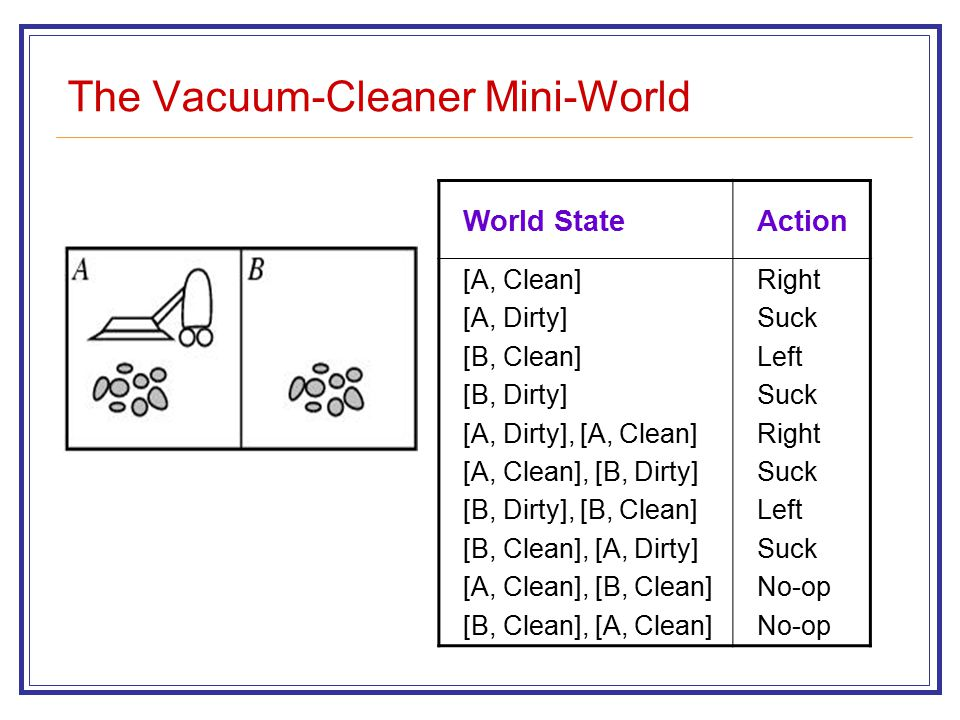 The Vacuum-Cleaner Mini-World
A B
World State Action
[A, Clean] Right
[A, Dirty] Suck
[B, Clean] Left
[B, Dirty] Suck
[A, Dirty], [A, Clean] Right
[A, Clean], [B, Dirty] Suck
[B, Dirty], [B, Clean] Left
[B, Clean], [A, Dirty] Suck
[A, Clean], [B, Clean] No-op
[B, Clean], [A, Clean] No-op